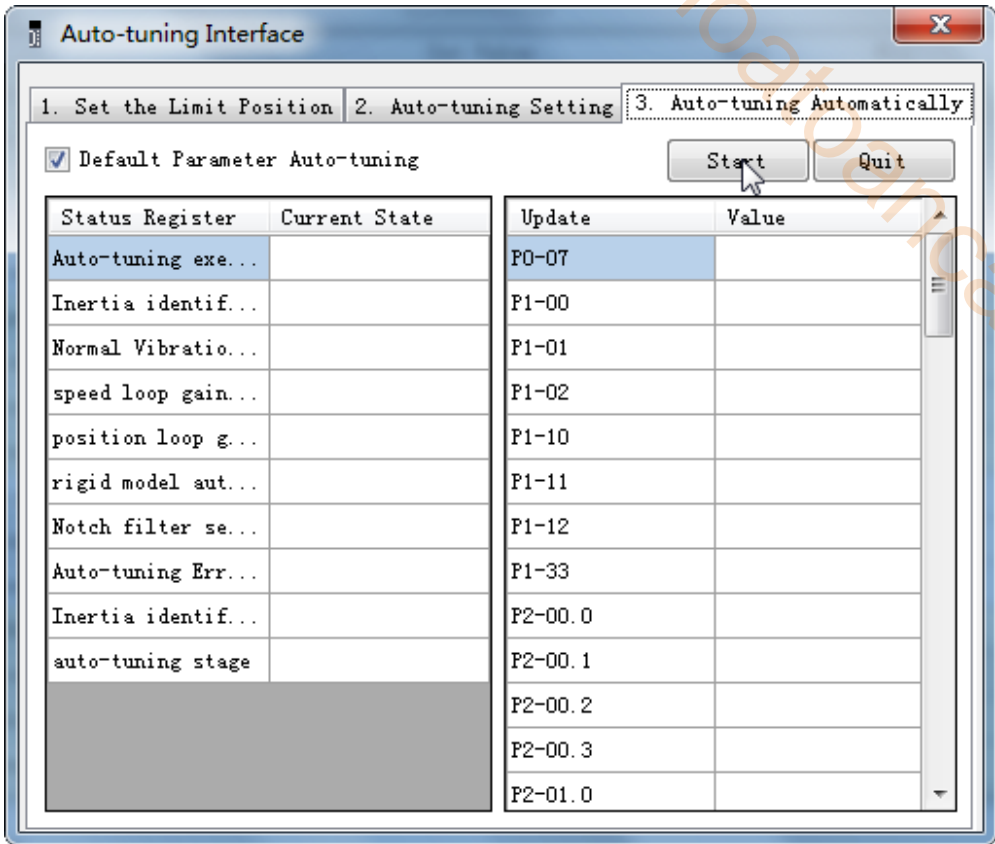 Auto-tuning Interface
1. Set the Limit Position 2. Auto-tuning Setting 3. Auto-tuning Automatically
Default Parameter Auto-tuning Start Quit
Status Register Current State Update Value
Auto-tuning exe... P0-07
Inertia identif... P1-00
Normal Vibratio... P1-01
speed loop gain... P1-02
position loop g... P1-10
rigid model aut... P1-11
Notch filter se... P1-12
Auto-tuning Err... P1-33
Inertia identif... P2-00.0
auto-tuning stage P2-00.1
P2-00.2
P2-00.3
P2-01.0